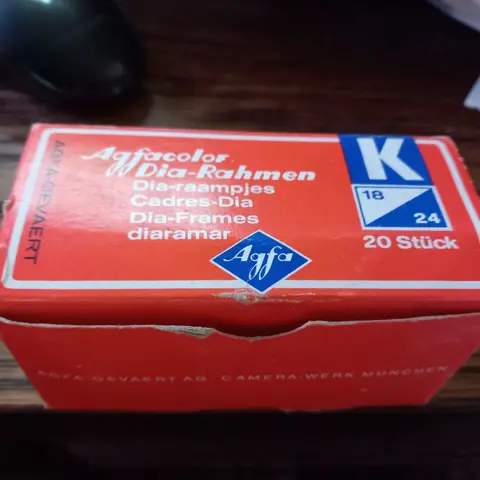 AGFA-GEVAERT
Agfacolor
Dia-Rahmen
Dia-raampjes
Cadres-Dia
Dia-Frames
diaramar
Agfa
K
18
24
20 Stück
AGFA-GEVAERT AG · CAMERA-WERK MÜNCHEN